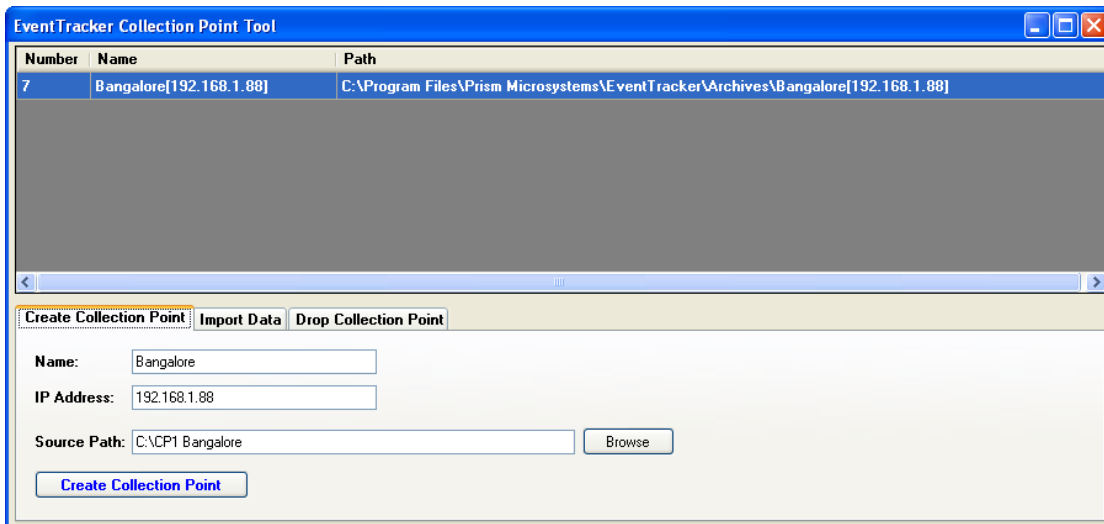 EventTracker Collection Point Tool
Number Name Path
7 Bangalore[192.168.1.88] C:\Program Files\Prism Microsystems\EventTracker\Archives\Bangalore[192.168.1.88]
Create Collection Point Import Data Drop Collection Point
Name: Bangalore
IP Address: 192.168.1.88
Source Path: C:\CP1 Bangalore Browse
Create Collection Point